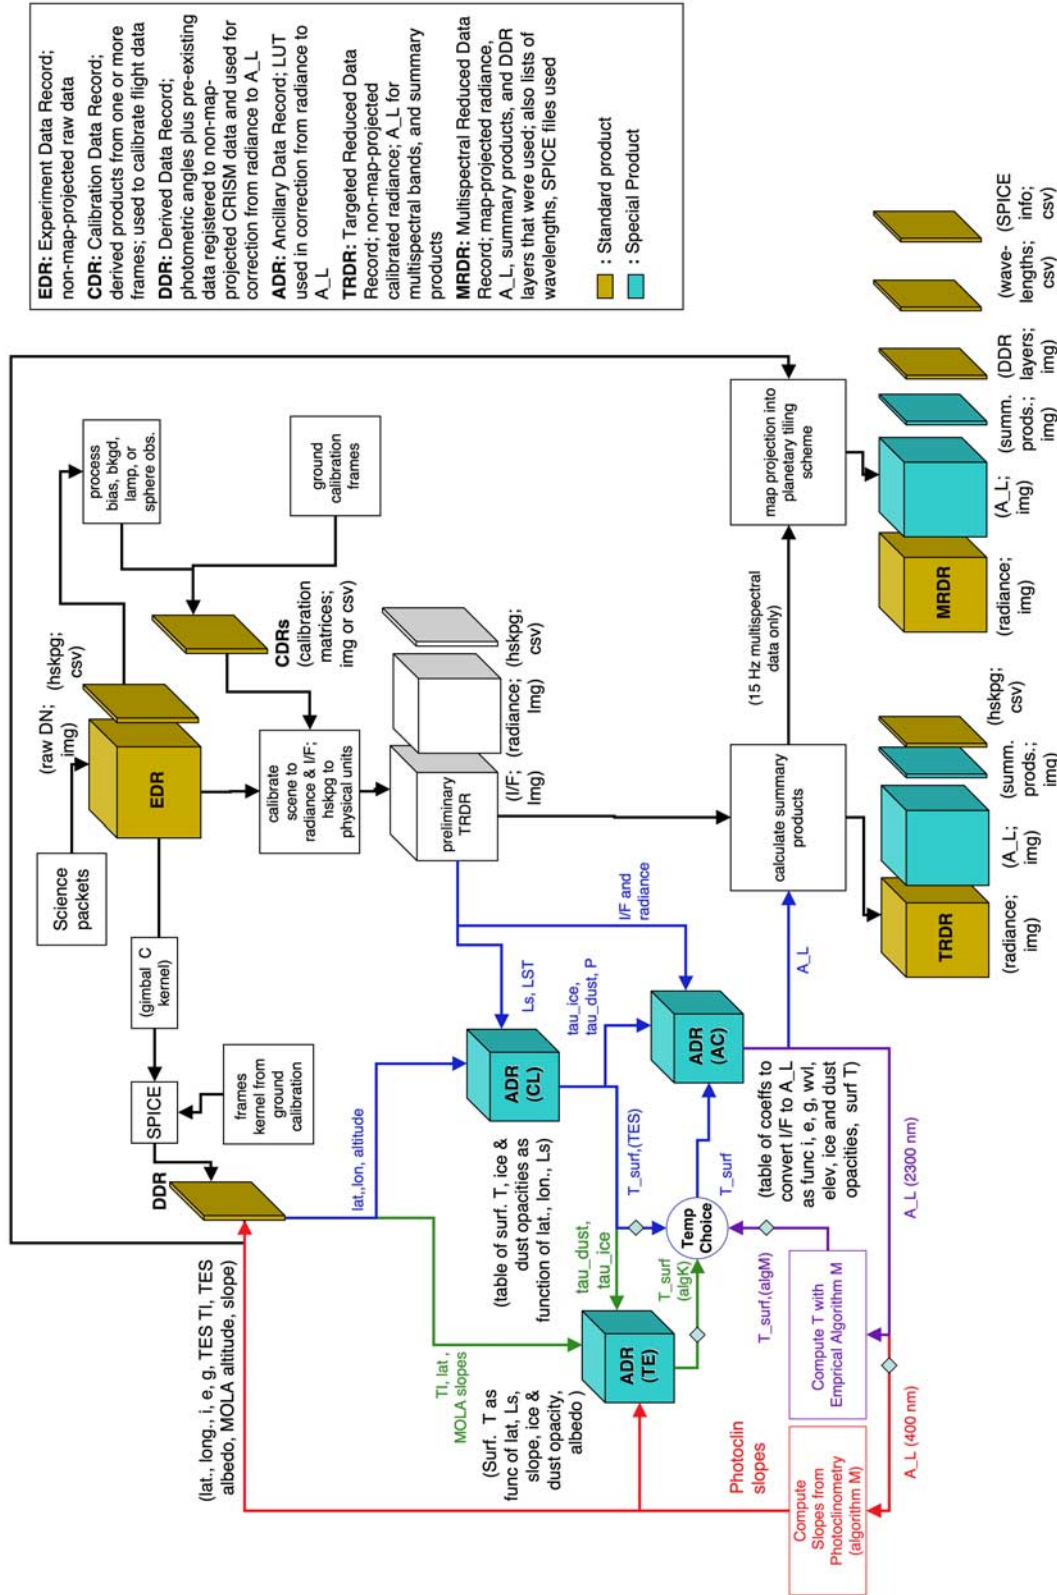 Science
packets
(raw DN;
img)
(hskpg;
csv)
EDR
process
bias, bkgd,
lamp, or
sphere obs.
ground
calibration
frames
CDRs
(calibration
matrices;
img or csv)
(gimbal C
kernel)
SPICE
frames
kernel from
ground
calibration
DDR
(lat., long., i, e, g, TES TI, TES
albedo, MOLA altitude, slope)
calibrate
scene to
radiance & I/F;
hskpg to
physical units
preliminary
TRDR
(I/F;
Img)
(radiance;
Img)
(hskpg;
csv)
lat,,lon, altitude
TI, lat ,
MOLA slopes
Ls, LST
I/F and
radiance
ADR
(CL)
(table of surf. T, ice &
dust opacities as
function of lat., lon., Ls)
tau_ice,
tau_dust, P
tau_dust,
tau_ice
T_surf,(TES)
ADR
(TE)
(Surf. T as
func of lat, Ls,
slope, ice &
dust opacity,
albedo )
T_surf
(algK)
Temp
Choice
T_surf
ADR
(AC)
(table of coeffs to
convert I/F to A_L
as func i, e, g, wvl,
elev, ice and dust
opacities, surf T)
T_surf,(algM)
Compute T with
Emprical Algorithm M
A_L (2300 nm)
A_L (400 nm)
Photoclin
slopes
Compute
Slopes from
Photoclinometry
(algorithm M)
A_L
calculate summary
products
(15 Hz multispectral
data only)
map projection into
planetary tiling
scheme
TRDR
(radiance;
img)
(A_L;
img)
(summ.
prods.;
img)
(hskpg;
csv)
MRDR
(radiance;
img)
(A_L;
img)
(summ.
prods.;
img)
(DDR
layers;
img)
(wave-
lengths;
csv)
(SPICE
info;
csv)
EDR: Experiment Data Record;
non-map-projected raw data
CDR: Calibration Data Record;
derived products from one or more
frames; used to calibrate flight data
DDR: Derived Data Record;
photometric angles plus pre-existing
data registered to non-map-
projected CRISM data and used for
correction from radiance to A_L
ADR: Ancillary Data Record; LUT
used in correction from radiance to
A_L
TRDR: Targeted Reduced Data
Record; non-map-projected
calibrated radiance; A_L for
multispectral bands, and summary
products
MRDR: Multispectral Reduced Data
Record; map-projected radiance,
A_L, summary products, and DDR
layers that were used; also lists of
wavelengths, SPICE files used
: Standard product
: Special Product